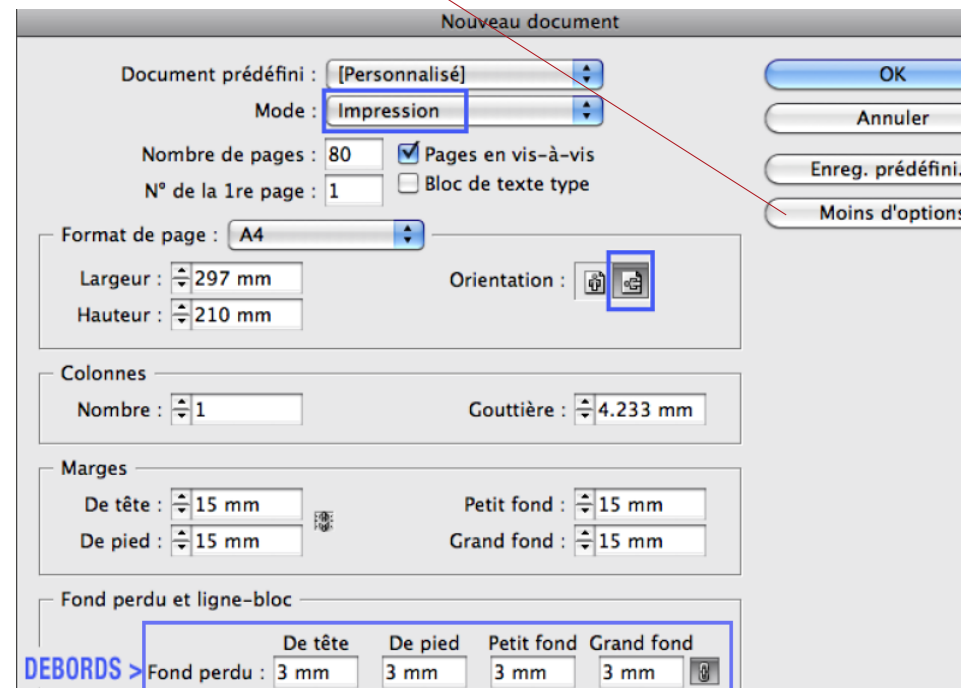 Nouveau document
Document prédéfini : [Personnalisé] OK
Mode : Impression Annuler
Nombre de pages : 80 Pages en vis-à-vis Enreg. prédéfini.
N° de la 1re page : 1 Bloc de texte type
Moins d'options
Format de page : A4
Largeur : 297 mm Orientation :
Hauteur : 210 mm
Colonnes
Nombre : 1 Gouttière : 4.233 mm
Marges
De tête : 15 mm Petit fond : 15 mm
De pied : 15 mm Grand fond : 15 mm
Fond perdu et ligne-bloc
De tête De pied Petit fond Grand fond
DEBORDS > Fond perdu : 3 mm 3 mm 3 mm 3 mm